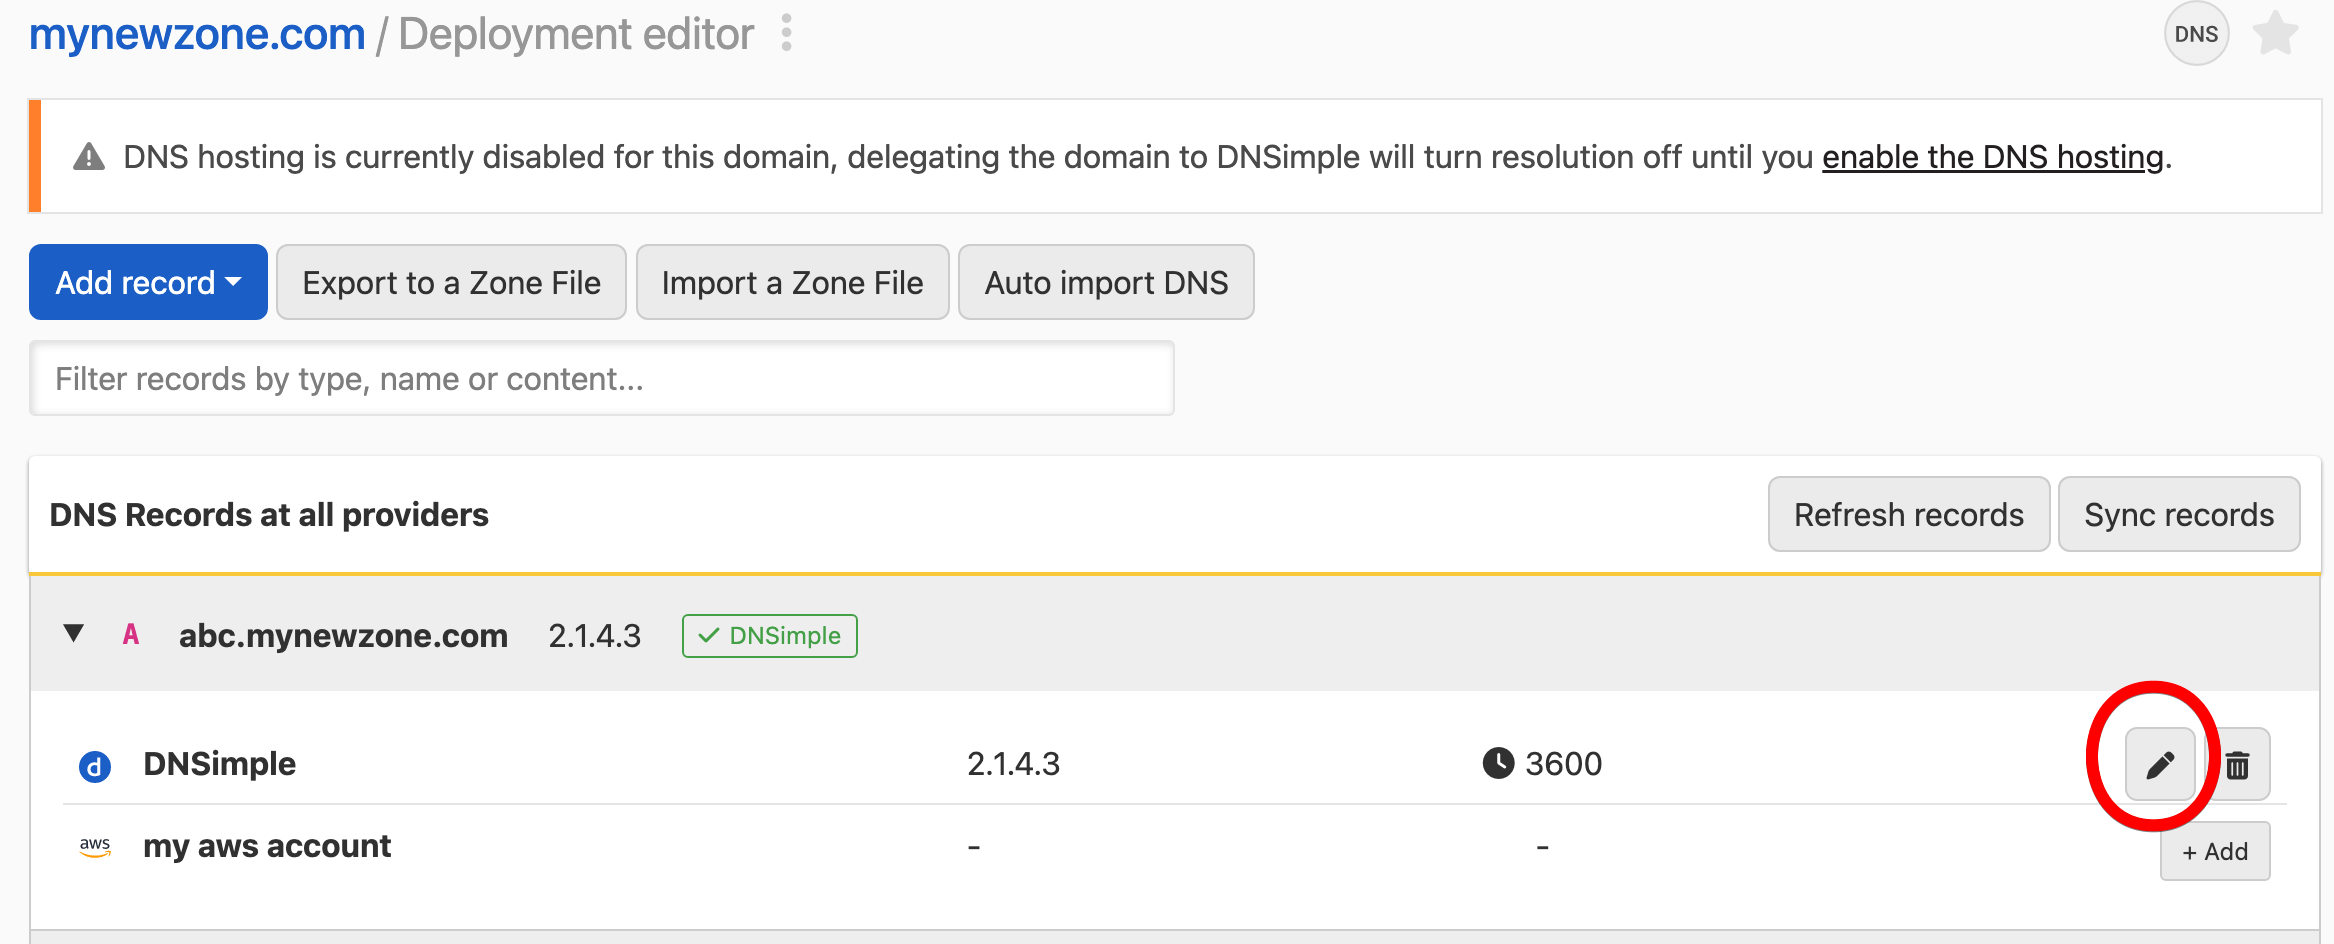 mynewzone.com / Deployment editor
DNS
DNS hosting is currently disabled for this domain, delegating the domain to DNSimple will turn resolution off until you enable the DNS hosting.
Add record Export to a Zone File Import a Zone File Auto import DNS
Filter records by type, name or content...
DNS Records at all providers Refresh records Sync records
A abc.mynewzone.com 2.1.4.3 DNSimple
d DNSimple 2.1.4.3 3600
aws my aws account - - + Add